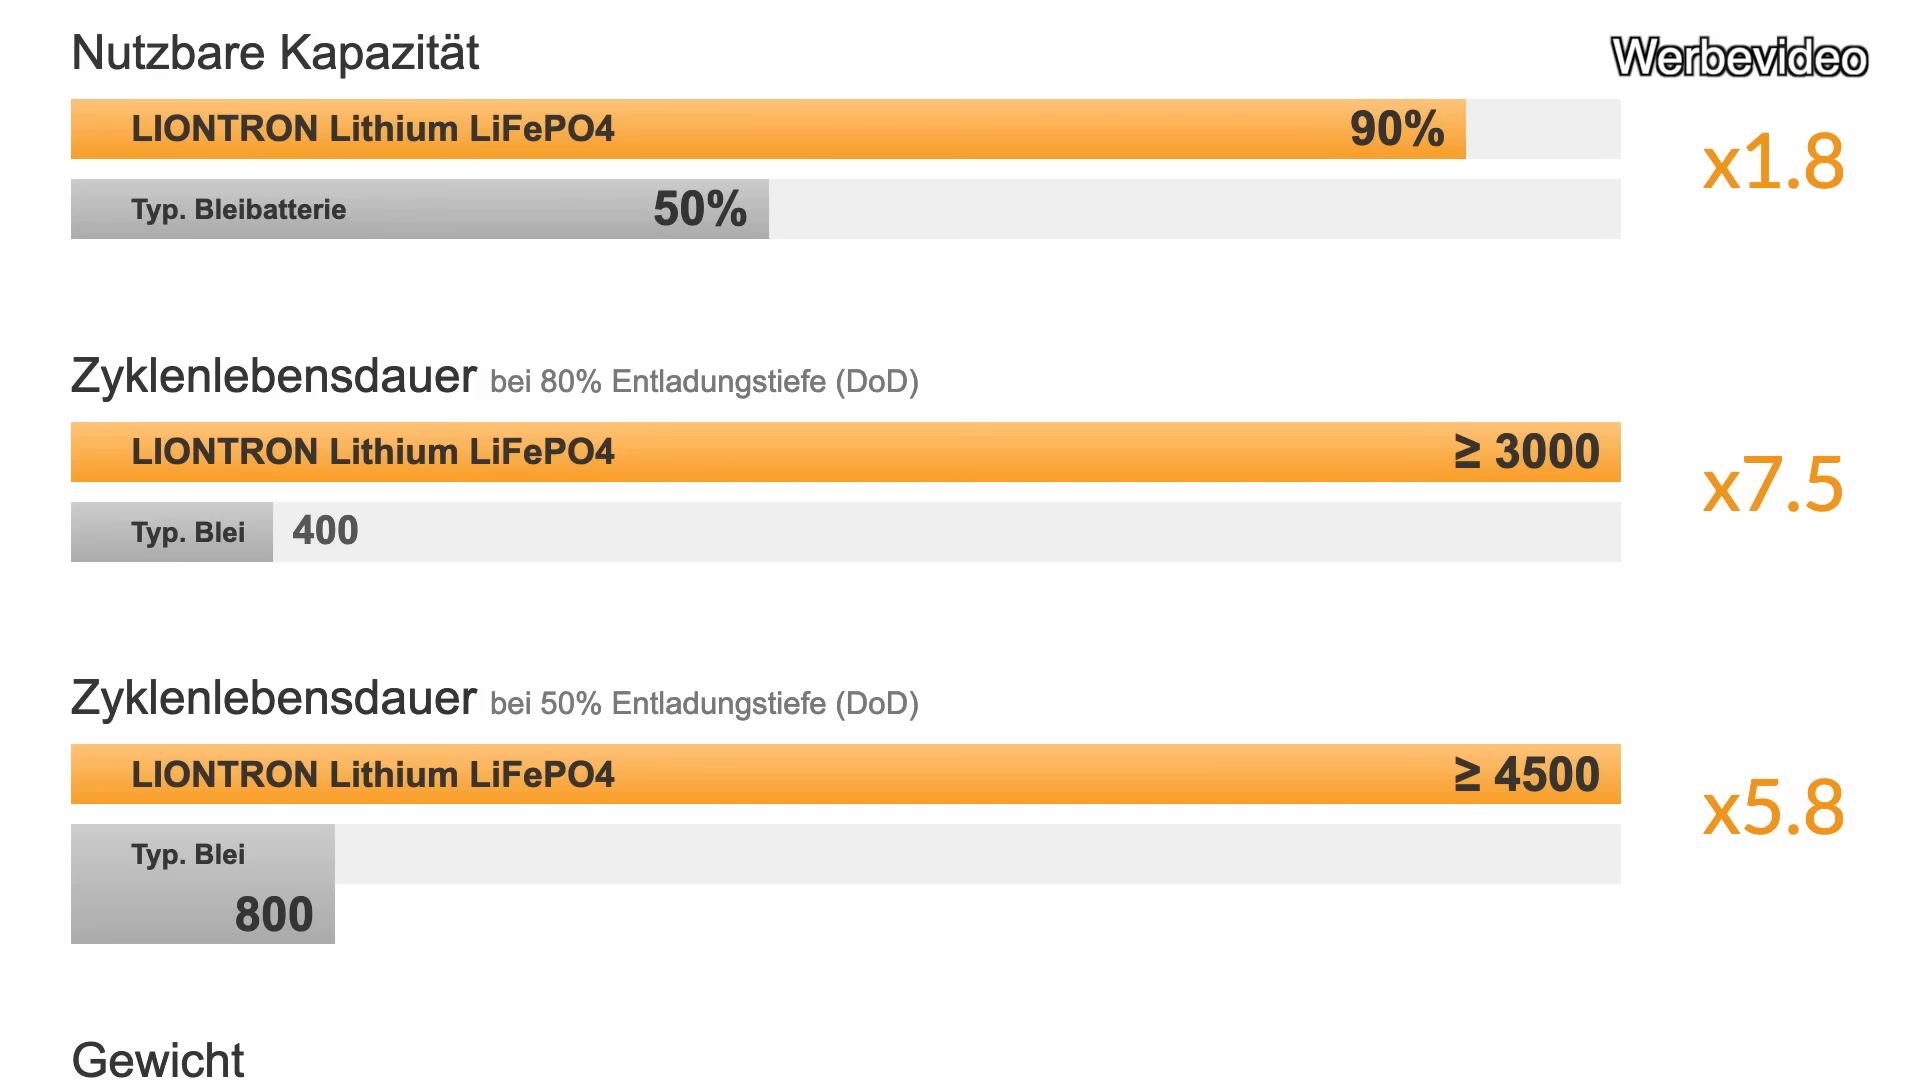 Nutzbare Kapazität
Werbevideo
LIONTRON Lithium LiFePO4 90%
x1.8
Typ. Bleibatterie 50%
Zyklenlebensdauer bei 80% Entladungstiefe (DoD)
LIONTRON Lithium LiFePO4 ≥ 3000
x7.5
Typ. Blei 400
Zyklenlebensdauer bei 50% Entladungstiefe (DoD)
LIONTRON Lithium LiFePO4 ≥ 4500
x5.8
Typ. Blei
800
Gewicht